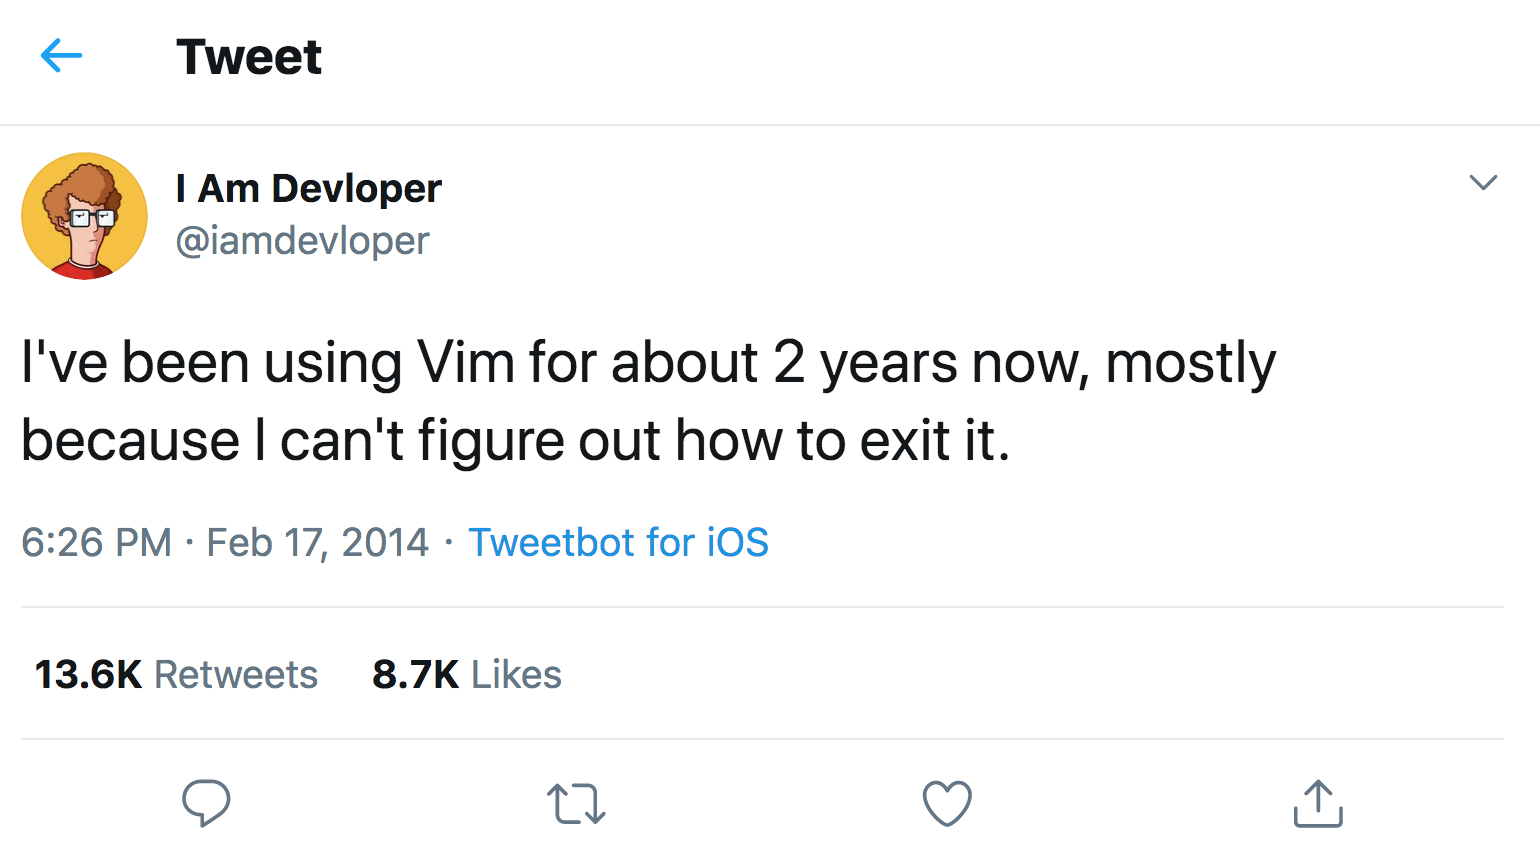 Tweet
I Am Devloper
@iamdevloper
I've been using Vim for about 2 years now, mostly
because I can't figure out how to exit it.
6:26 PM · Feb 17, 2014 · Tweetbot for iOS
13.6K Retweets 8.7K Likes